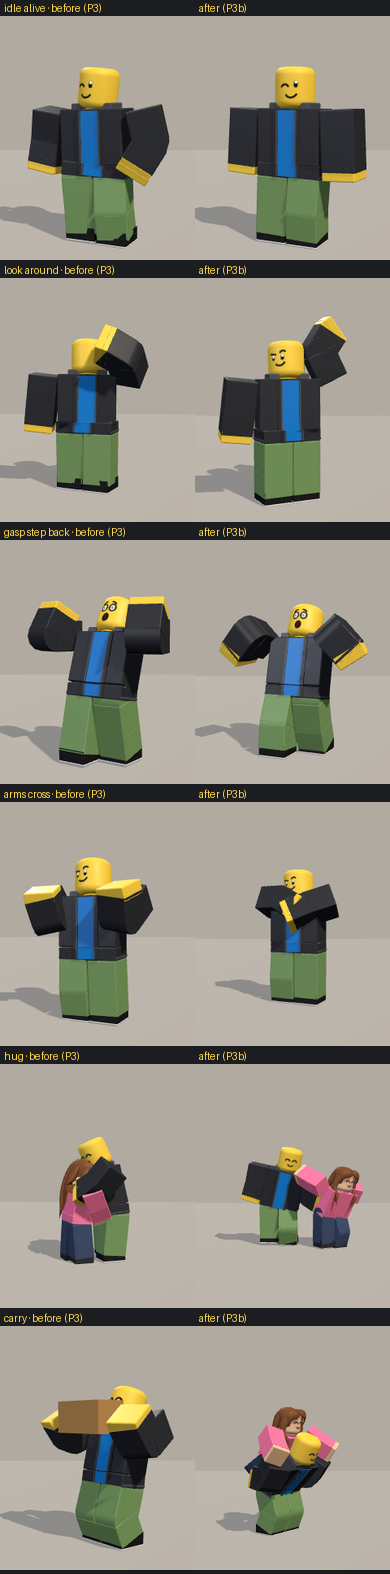 idle alive · before (P3)
after (P3b)
look around · before (P3)
after (P3b)
gasp step back · before (P3)
after (P3b)
arms cross · before (P3)
after (P3b)
hug · before (P3)
after (P3b)
carry · before (P3)
after (P3b)